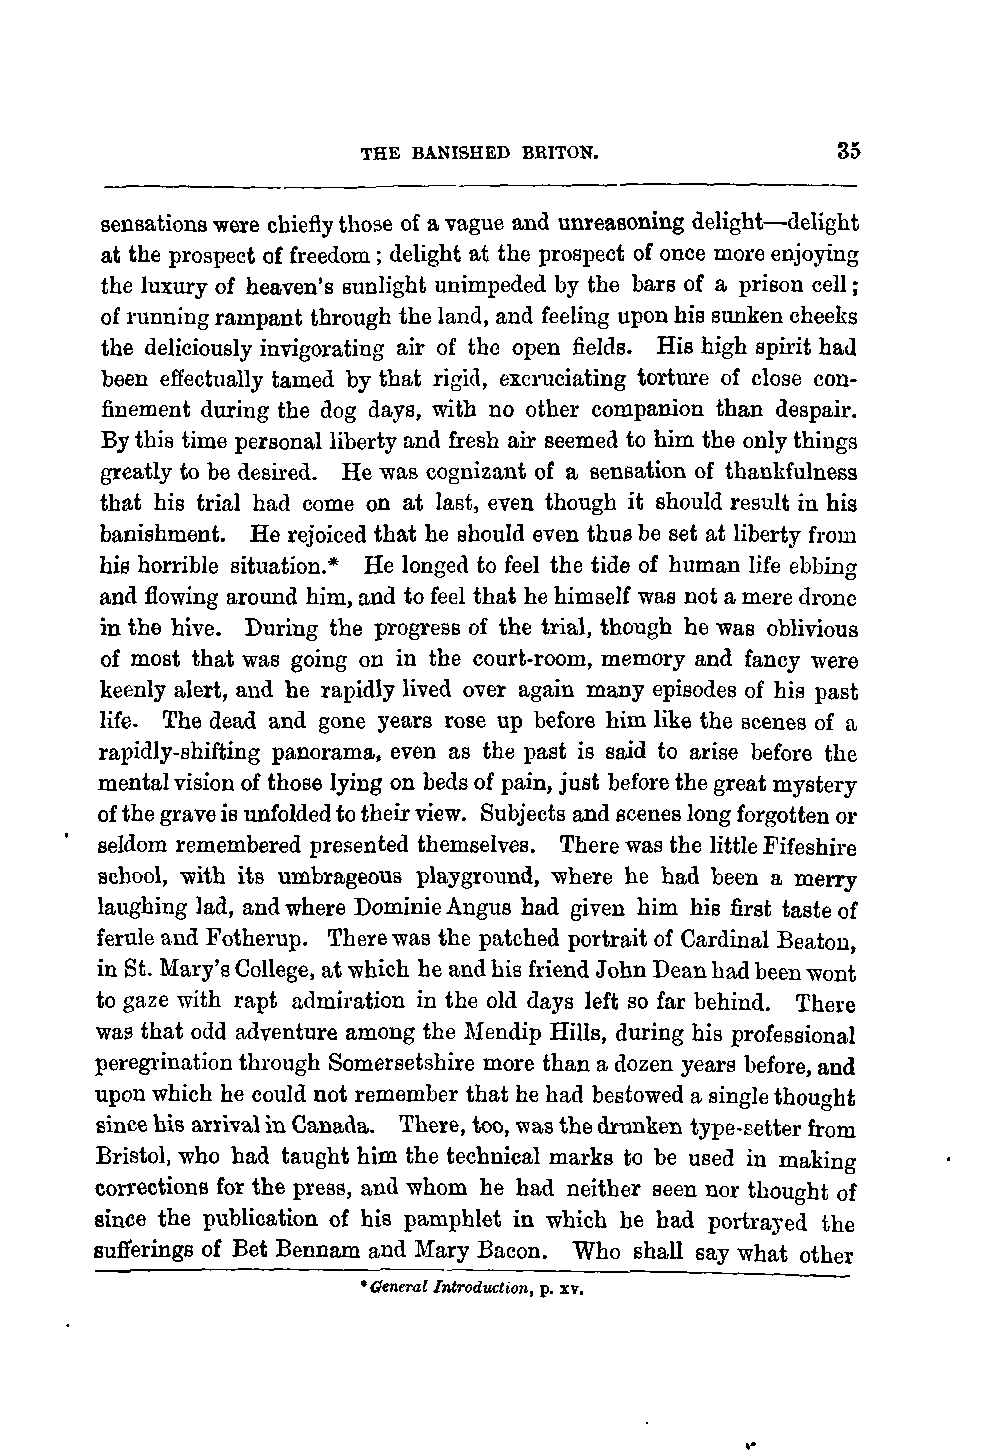 THE BANISHED BRITON. 35
sensations were chiefly those of a vague and unreasoning delight—delight
at the prospect of freedom ; delight at the prospect of once more enjoying
the luxury of heaven's sunlight unimpeded by the bars of a prison cell ;
of running rampant through the land, and feeling upon his sunken cheeks
the deliciously invigorating air of the open fields. His high spirit had
been effectually tamed by that rigid, excruciating torture of close con-
finement during the dog days, with no other companion than despair.
By this time personal liberty and fresh air seemed to him the only things
greatly to be desired. He was cognizant of a sensation of thankfulness
that his trial had come on at last, even though it should result in his
banishment. He rejoiced that he should even thus be set at liberty from
his horrible situation.* He longed to feel the tide of human life ebbing
and flowing around him, and to feel that he himself was not a mere drone
in the hive. During the progress of the trial, though he was oblivious
of most that was going on in the court-room, memory and fancy were
keenly alert, and he rapidly lived over again many episodes of his past
life. The dead and gone years rose up before him like the scenes of a
rapidly-shifting panorama, even as the past is said to arise before the
mental vision of those lying on beds of pain, just before the great mystery
of the grave is unfolded to their view. Subjects and scenes long forgotten or
seldom remembered presented themselves. There was the little Fifeshire
school, with its umbrageous playground, where he had been a merry
laughing lad, and where Dominie Angus had given him his first taste of
ferule and Fotherup. There was the patched portrait of Cardinal Beaton,
in St. Mary's College, at which he and his friend John Dean had been wont
to gaze with rapt admiration in the old days left so far behind. There
was that odd adventure among the Mendip Hills, during his professional
peregrination through Somersetshire more than a dozen years before, and
upon which he could not remember that he had bestowed a single thought
since his arrival in Canada. There, too, was the drunken type-setter from
Bristol, who had taught him the technical marks to be used in making
corrections for the press, and whom he had neither seen nor thought of
since the publication of his pamphlet in which he had portrayed the
sufferings of Bet Bennam and Mary Bacon. Who shall say what other
*General Introduction, p. xv.